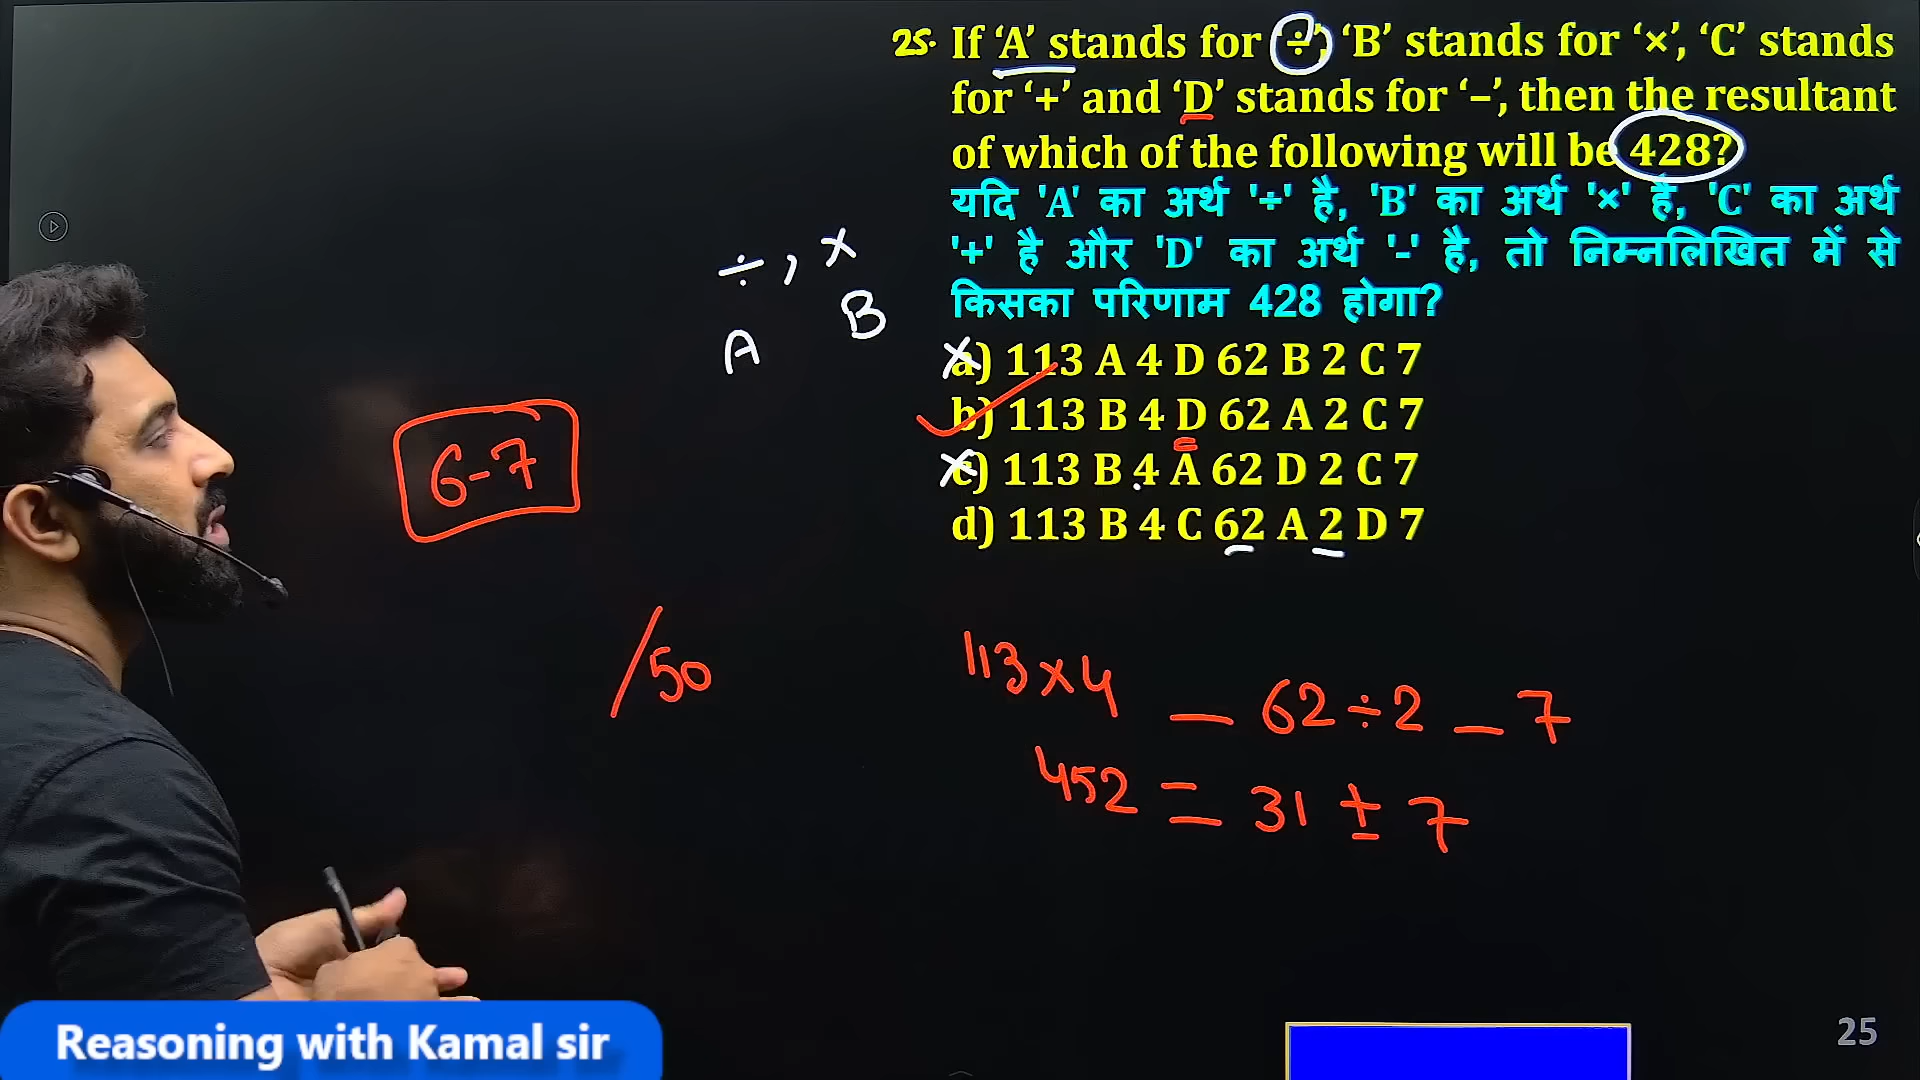 25. If ‘A’ stands for ‘÷’, ‘B’ stands for ‘×’, ‘C’ stands
for ‘+’ and ‘D’ stands for ‘–’, then the resultant
of which of the following will be 428?
यदि 'A' का अर्थ '÷' है, 'B' का अर्थ '×' है, 'C' का अर्थ
'+' है और 'D' का अर्थ '-' है, तो निम्नलिखित में से
किसका परिणाम 428 होगा?
a) 113 A 4 D 62 B 2 C 7
b) 113 B 4 D 62 A 2 C 7
c) 113 B 4 A 62 D 2 C 7
d) 113 B 4 C 62 A 2 D 7
÷, ×
A B
6-7
/50
113×4 _ 62÷2 _ 7
452 = 31 ± 7
Reasoning with Kamal sir
25